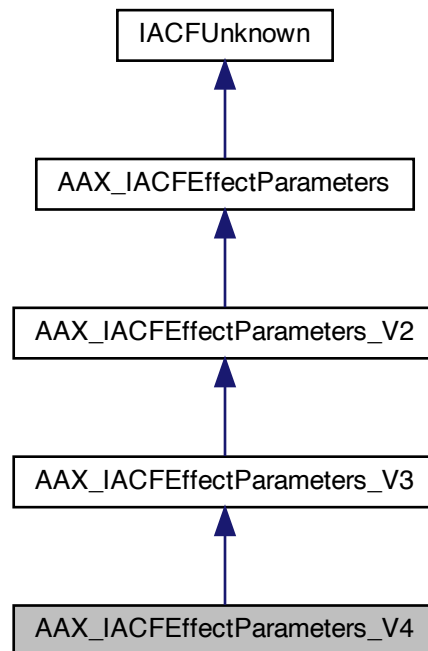 IACFUnknown
AAX_IACFEffectParameters
AAX_IACFEffectParameters_V2
AAX_IACFEffectParameters_V3
AAX_IACFEffectParameters_V4